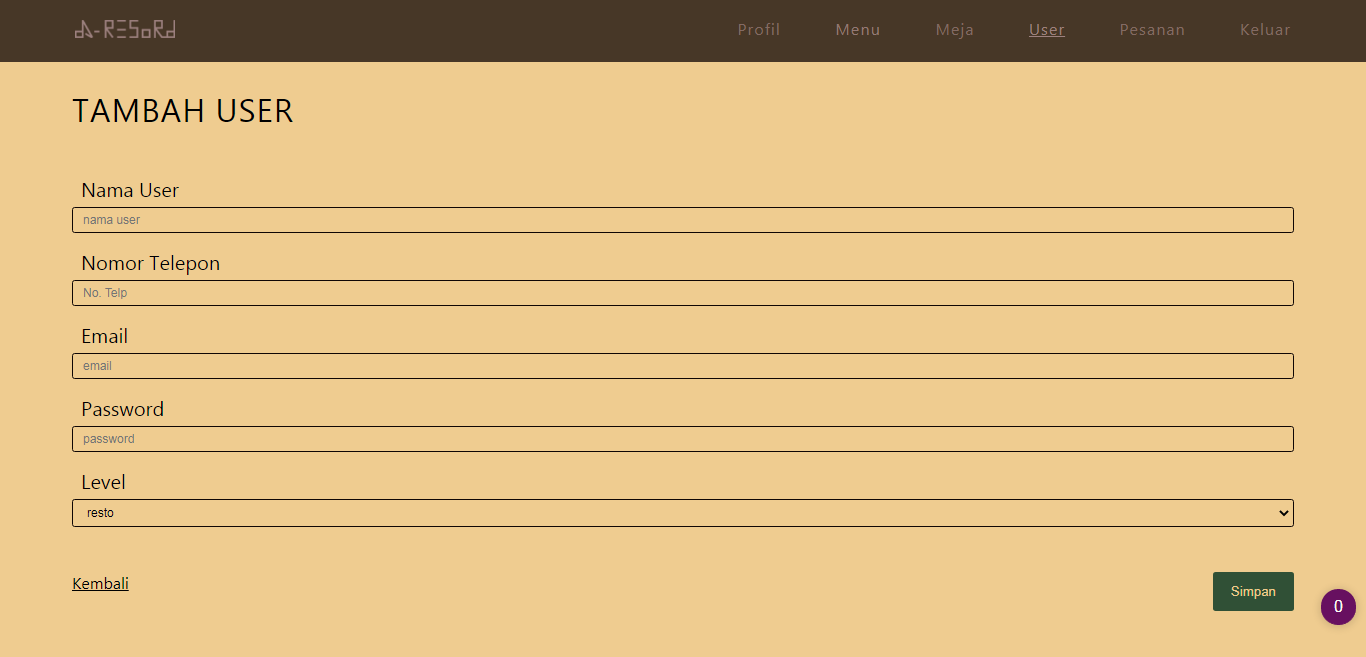 d-RESoRd
Profil Menu Meja User Pesanan Keluar
TAMBAH USER
Nama User
nama user
Nomor Telepon
No. Telp
Email
email
Password
password
Level
resto
Kembali
Simpan
0